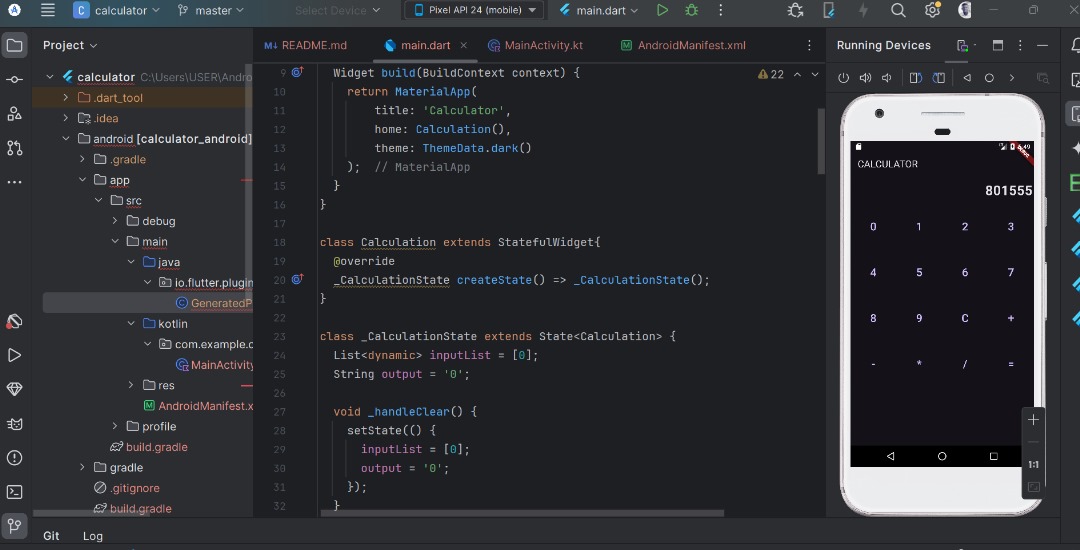 C calculator master Select Device Pixel API 24 (mobile) main.dart
Project
README.md main.dart MainActivity.kt AndroidManifest.xml
Running Devices
calculator C:\Users\USER\Andro
.dart_tool
.idea
android [calculator_android]
.gradle
app
src
debug
main
java
io.flutter.plugin
GeneratedP
kotlin
com.example.c
MainActivity
res
AndroidManifest.x
profile
build.gradle
gradle
.gitignore
build.gradle
22
9 Widget build(BuildContext context) {
10 return MaterialApp(
11 title: 'Calculator',
12 home: Calculation(),
13 theme: ThemeData.dark()
14 ); // MaterialApp
15 }
16 }
17
18 class Calculation extends StatefulWidget{
19 @override
20 _CalculationState createState() => _CalculationState();
21 }
22
23 class _CalculationState extends State<Calculation> {
24 List<dynamic> inputList = [0];
25 String output = '0';
26
27 void _handleClear() {
28 setState(() {
29 inputList = [0];
30 output = '0';
31 });
32 }
CALCULATOR
801555
0 1 2 3
4 5 6 7
8 9 C +
- * / =
1:1
Git Log